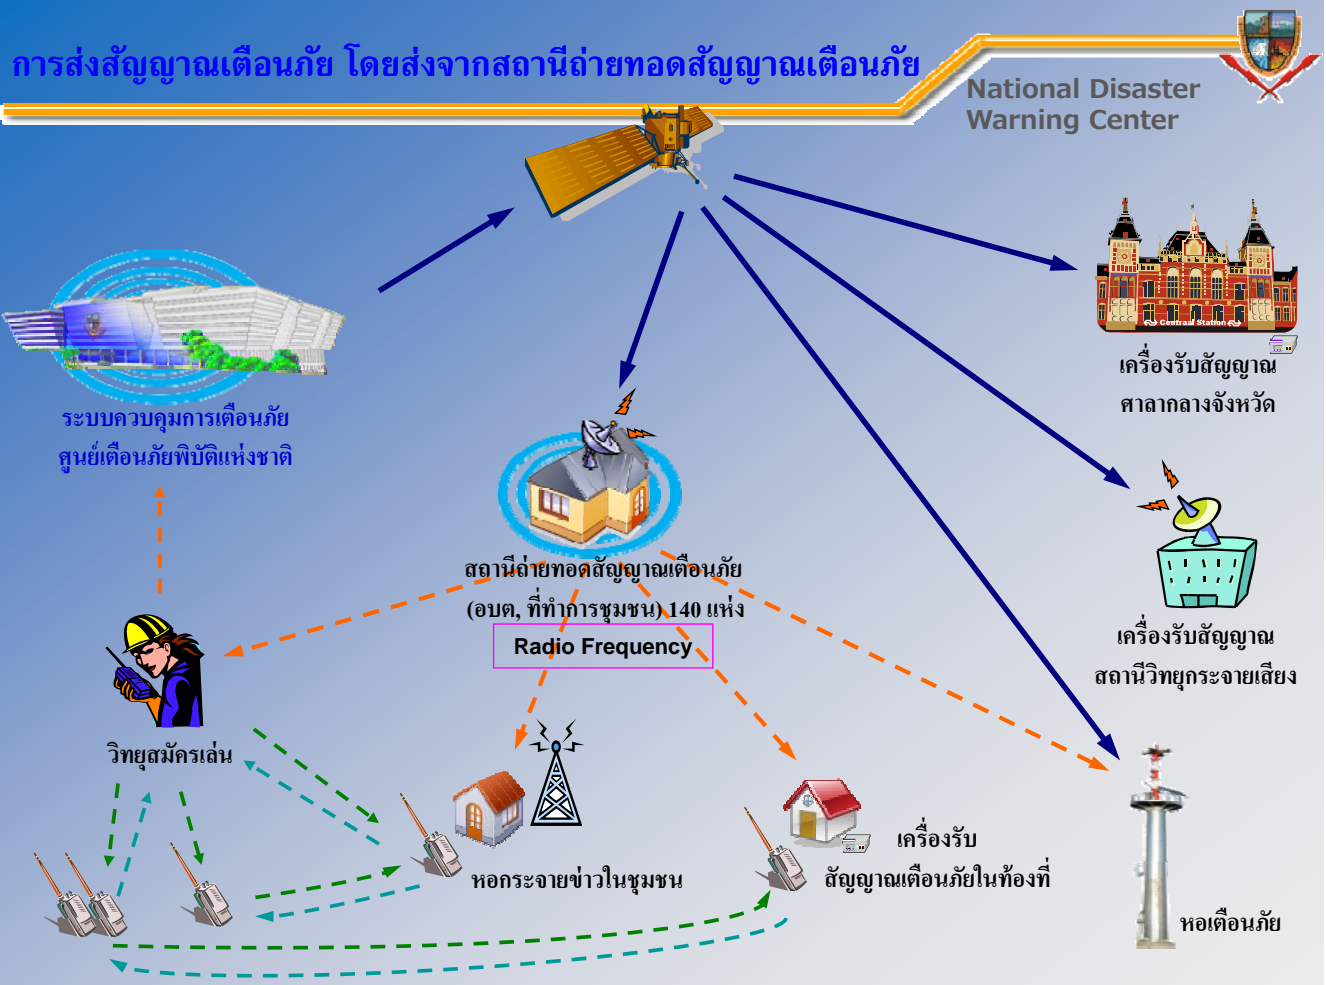 การส่งสัญญาณเตือนภัย โดยส่งจากสถานีถ่ายทอดสัญญาณเตือนภัย
National Disaster
Warning Center
Centraal Station
เครื่องรับสัญญาณ
ศาลากลางจังหวัด
ระบบควบคุมการเตือนภัย
ศูนย์เตือนภัยพิบัติแห่งชาติ
สถานีถ่ายทอดสัญญาณเตือนภัย
(อบต, ที่ทำการชุมชน) 140 แห่ง
Radio Frequency
เครื่องรับสัญญาณ
สถานีวิทยุกระจายเสียง
วิทยุสมัครเล่น
หอกระจายข่าวในชุมชน
เครื่องรับ
สัญญาณเตือนภัยในท้องที่
หอเตือนภัย